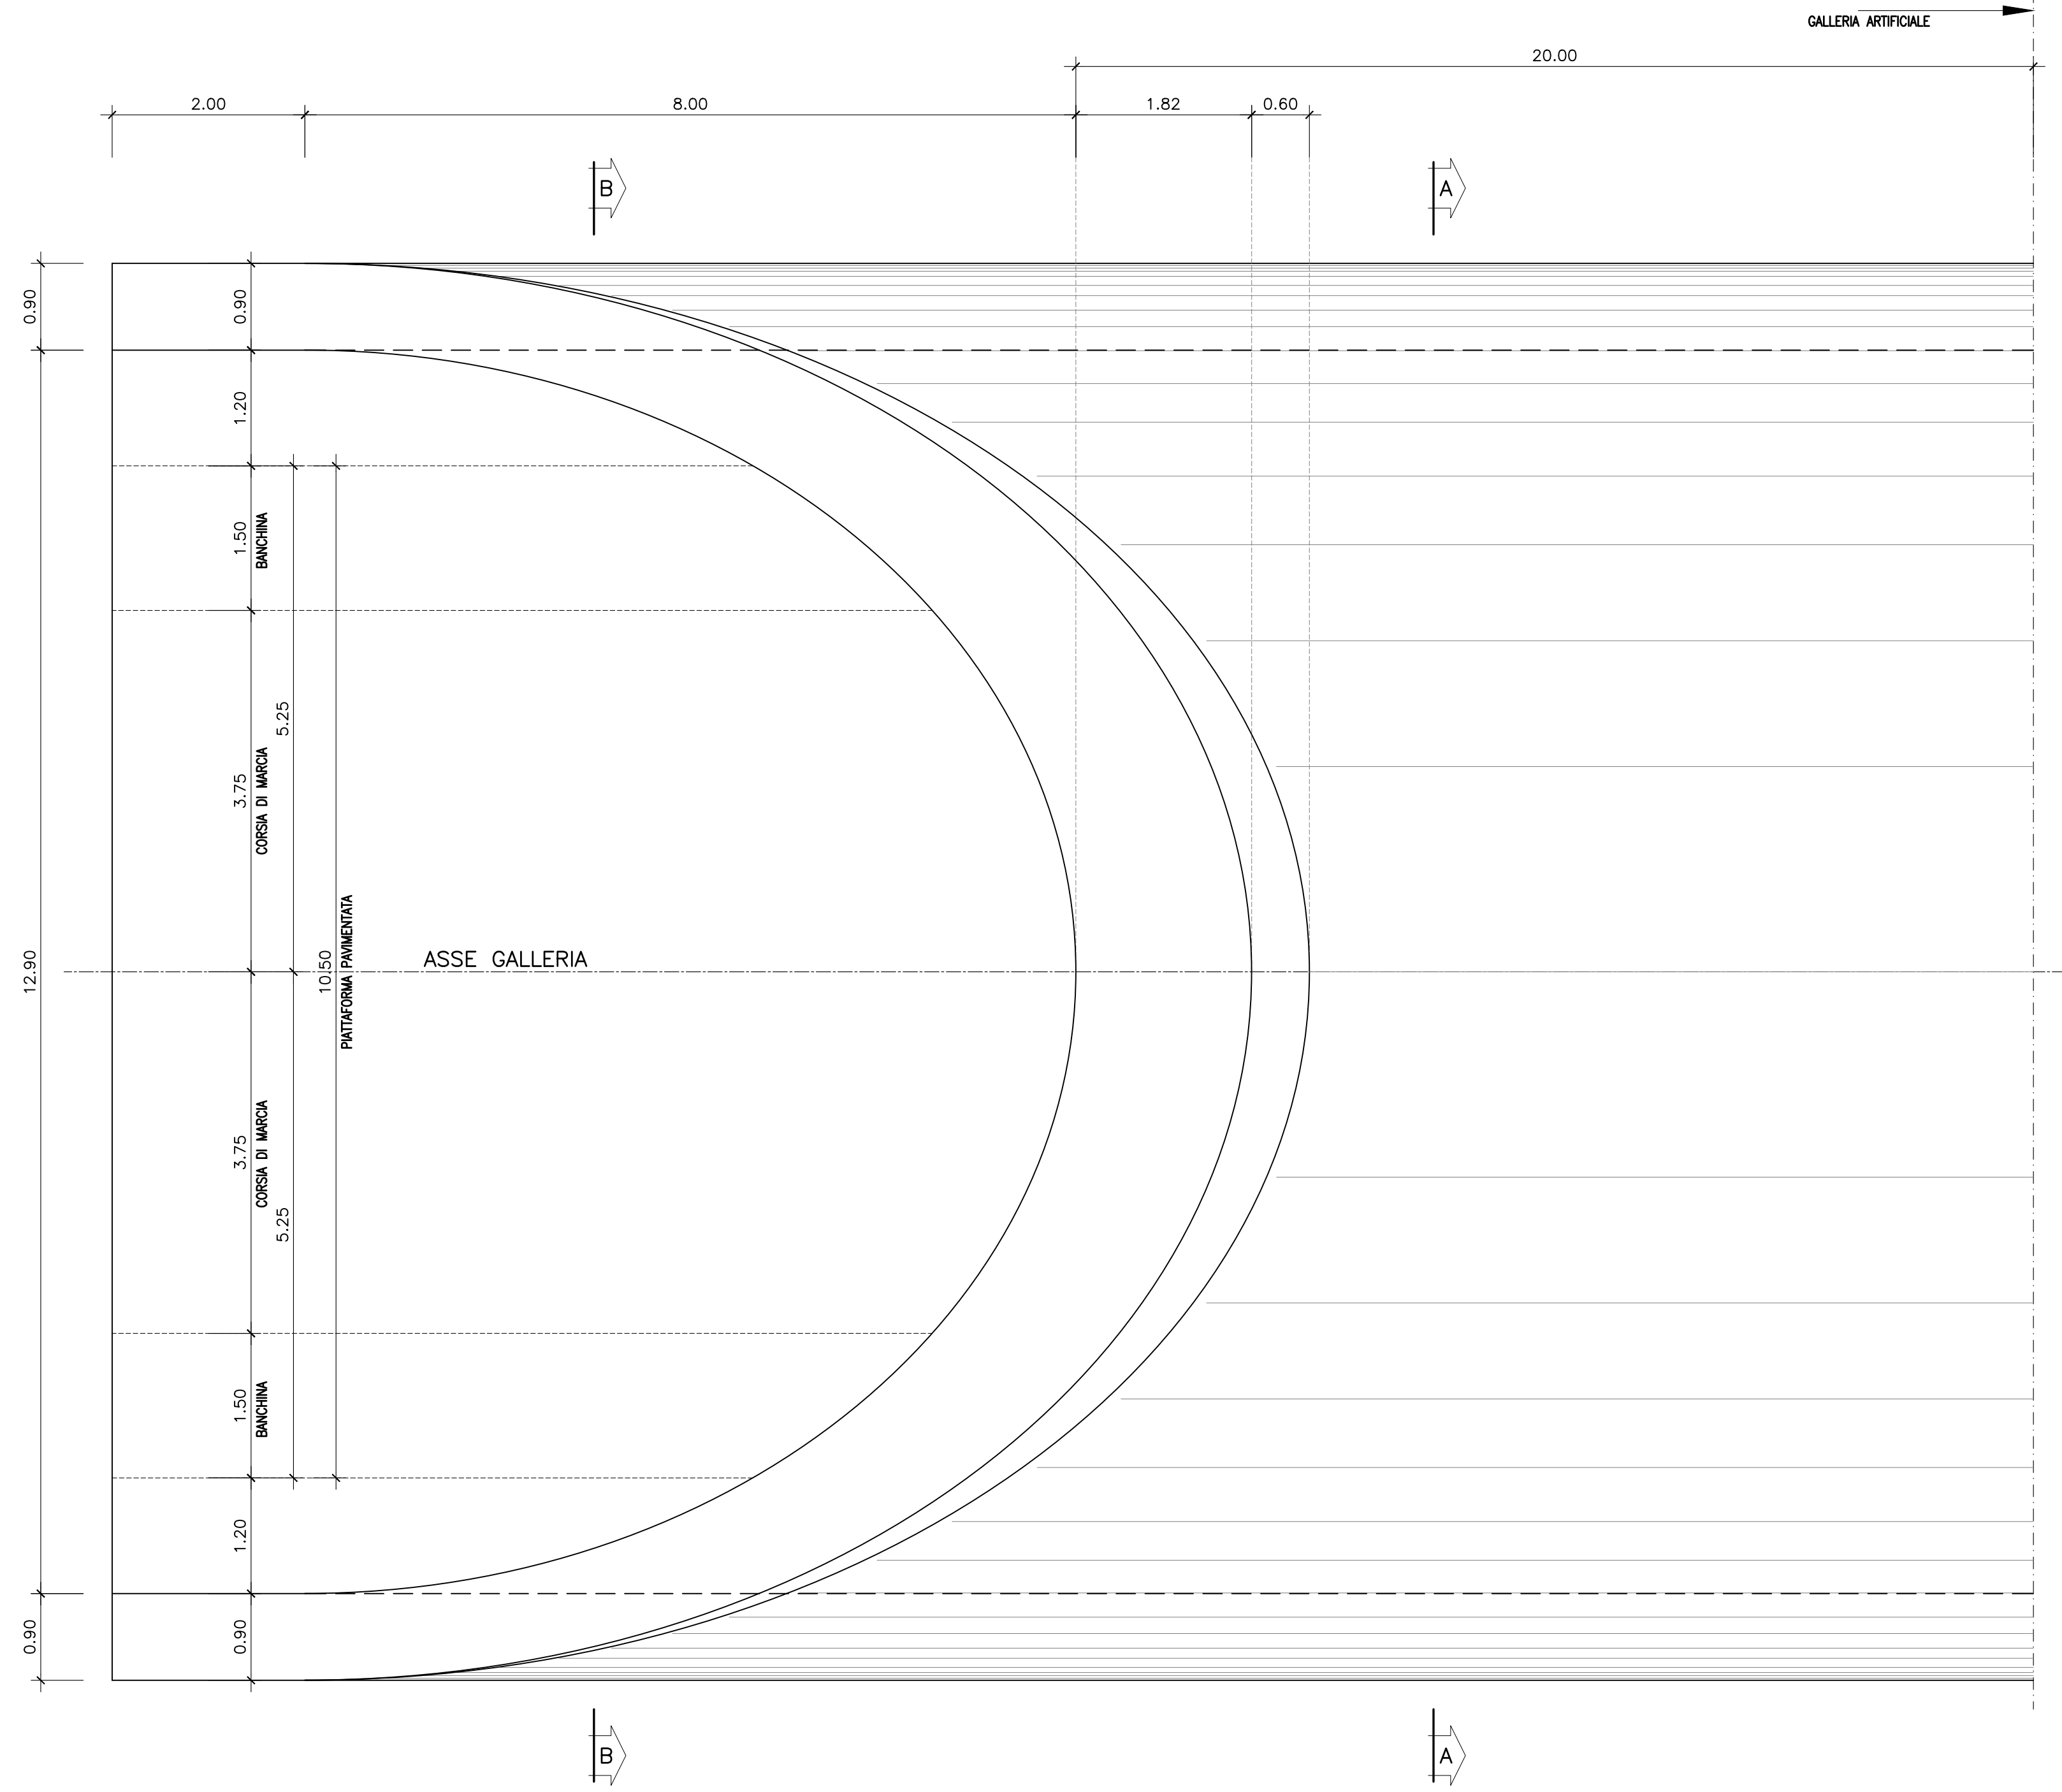 GALLERIA ARTIFICIALE
20.00
2.00
8.00
1.82
0.60
B
A
0.90
0.90
1.20
1.50
BANCHINA
5.25
3.75
CORSIA DI MARCIA
12.90
10.50
PIATTAFORMA PAVIMENTATA
ASSE GALLERIA
3.75
CORSIA DI MARCIA
5.25
1.50
BANCHINA
1.20
0.90
0.90
B
A